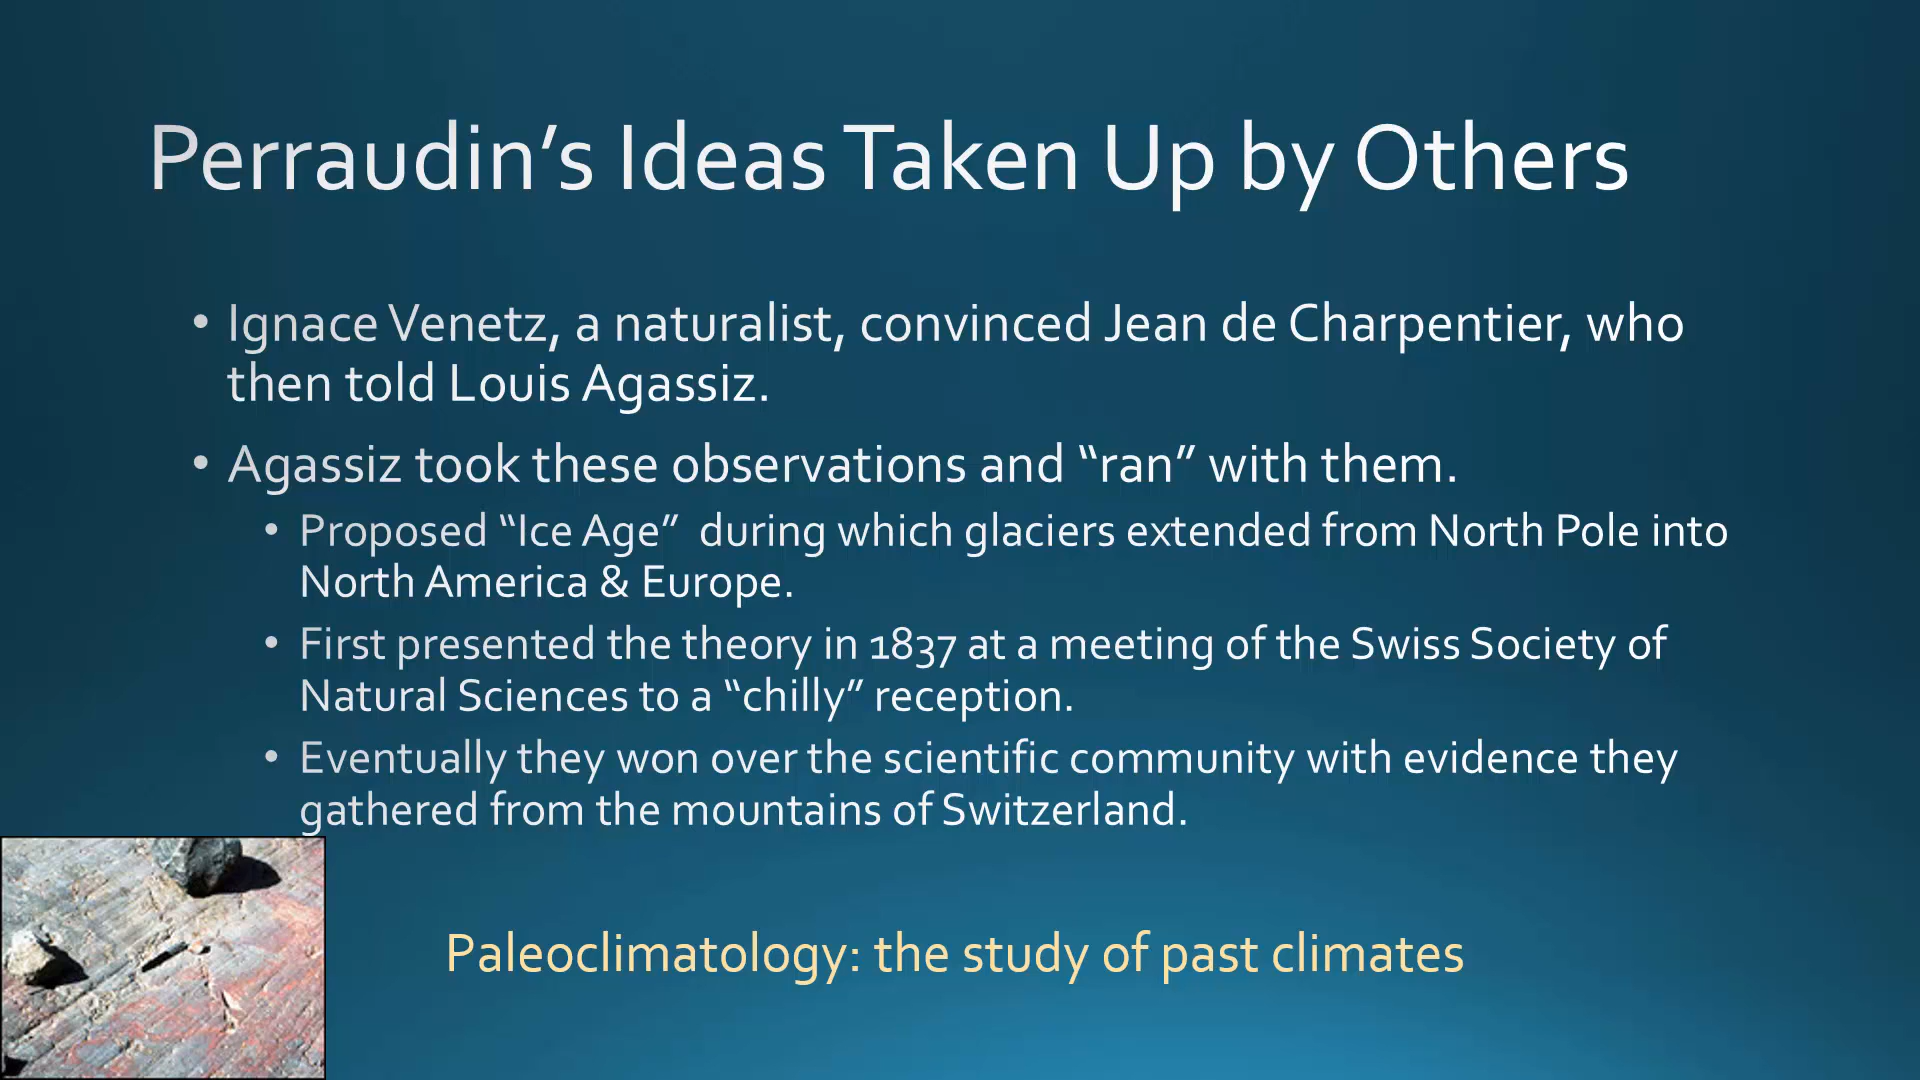 Perraudin’s Ideas Taken Up by Others
• Ignace Venetz, a naturalist, convinced Jean de Charpentier, who
then told Louis Agassiz.
• Agassiz took these observations and “ran” with them.
• Proposed “Ice Age” during which glaciers extended from North Pole into
North America & Europe.
• First presented the theory in 1837 at a meeting of the Swiss Society of
Natural Sciences to a “chilly” reception.
• Eventually they won over the scientific community with evidence they
gathered from the mountains of Switzerland.
Paleoclimatology: the study of past climates